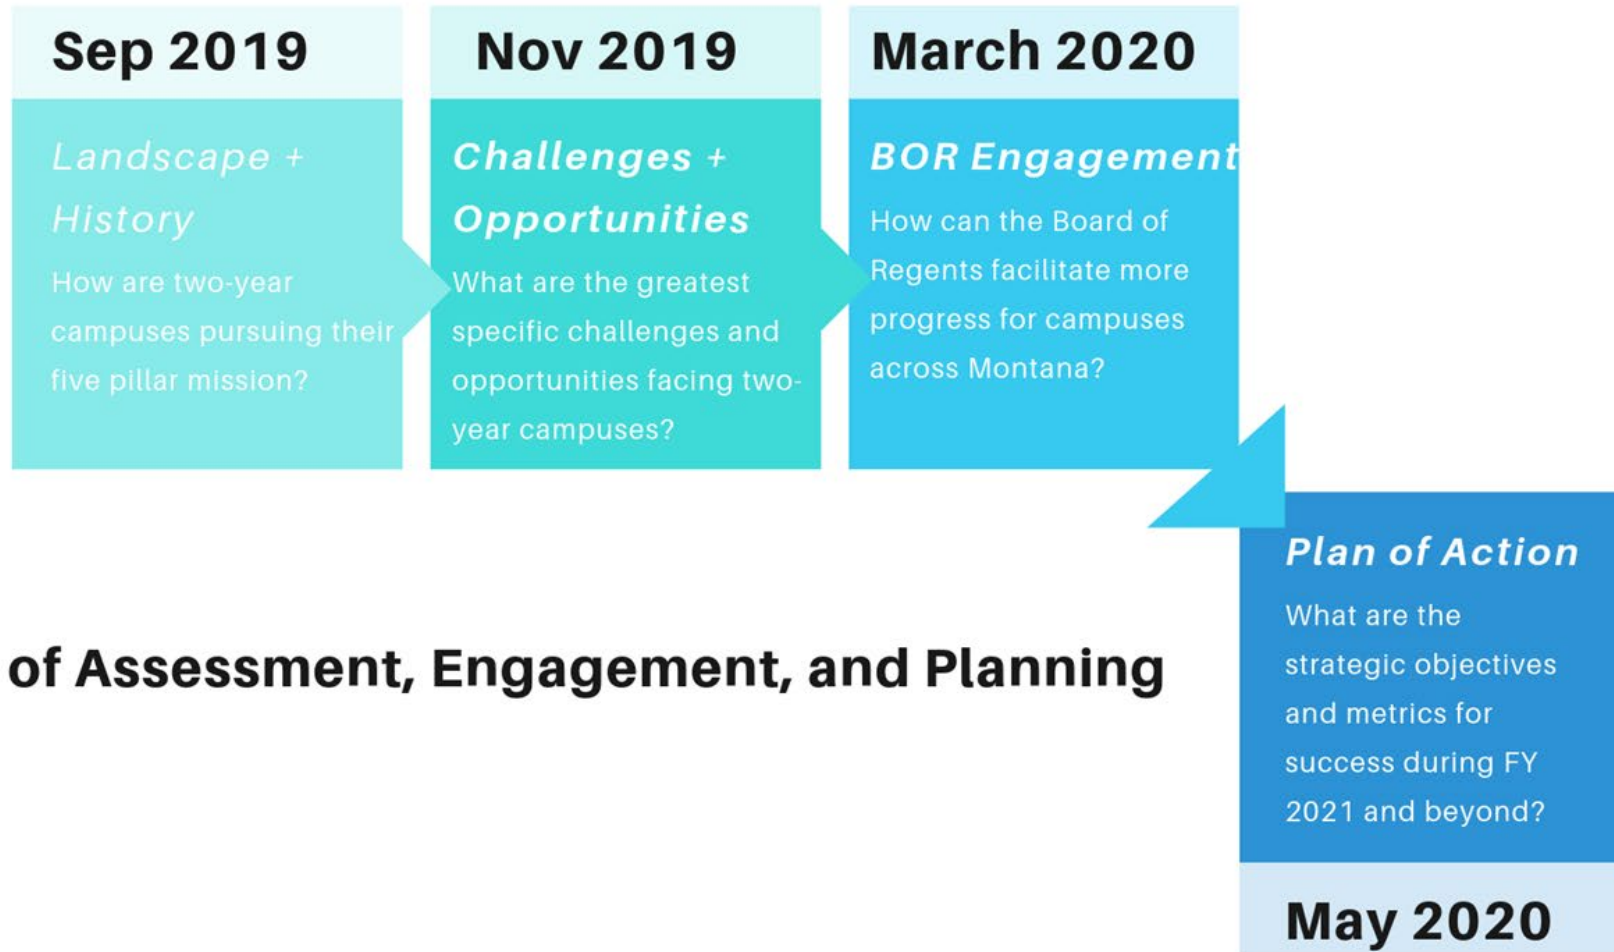 Sep 2019
Landscape +
History
How are two-year
campuses pursuing their
five pillar mission?
Nov 2019
Challenges +
Opportunities
What are the greatest
specific challenges and
opportunities facing two-
year campuses?
March 2020
BOR Engagement
How can the Board of
Regents facilitate more
progress for campuses
across Montana?
Plan of Action
What are the
strategic objectives
and metrics for
success during FY
2021 and beyond?
May 2020
of Assessment, Engagement, and Planning